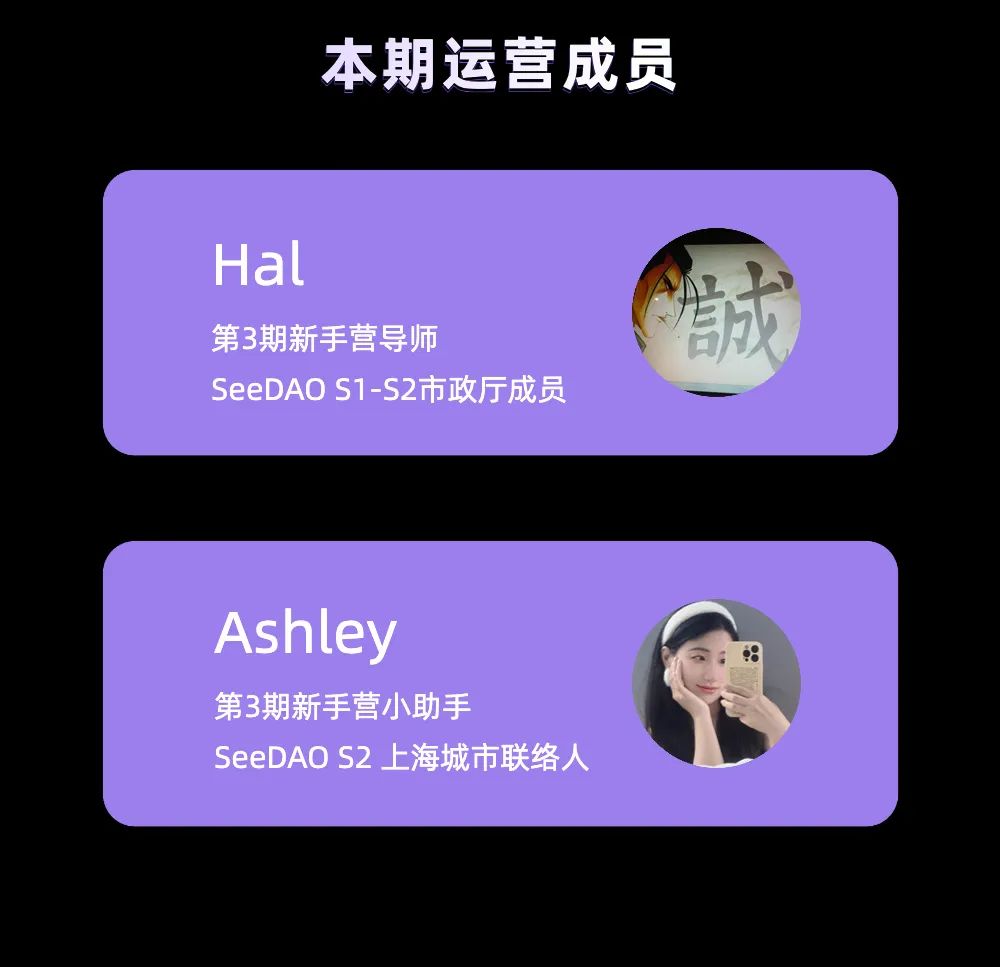 本期运营成员
Hal
第3期新手营导师
SeeDAO S1-S2市政厅成员
誠
Ashley
第3期新手营小助手
SeeDAO S2 上海城市联络人